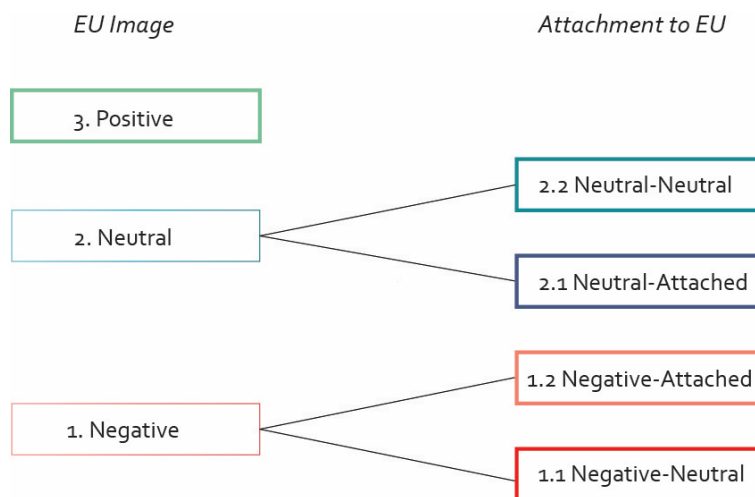 EU Image
Attachment to EU
3. Positive
2.2 Neutral-Neutral
2. Neutral
2.1 Neutral-Attached
1.2 Negative-Attached
1. Negative
1.1 Negative-Neutral